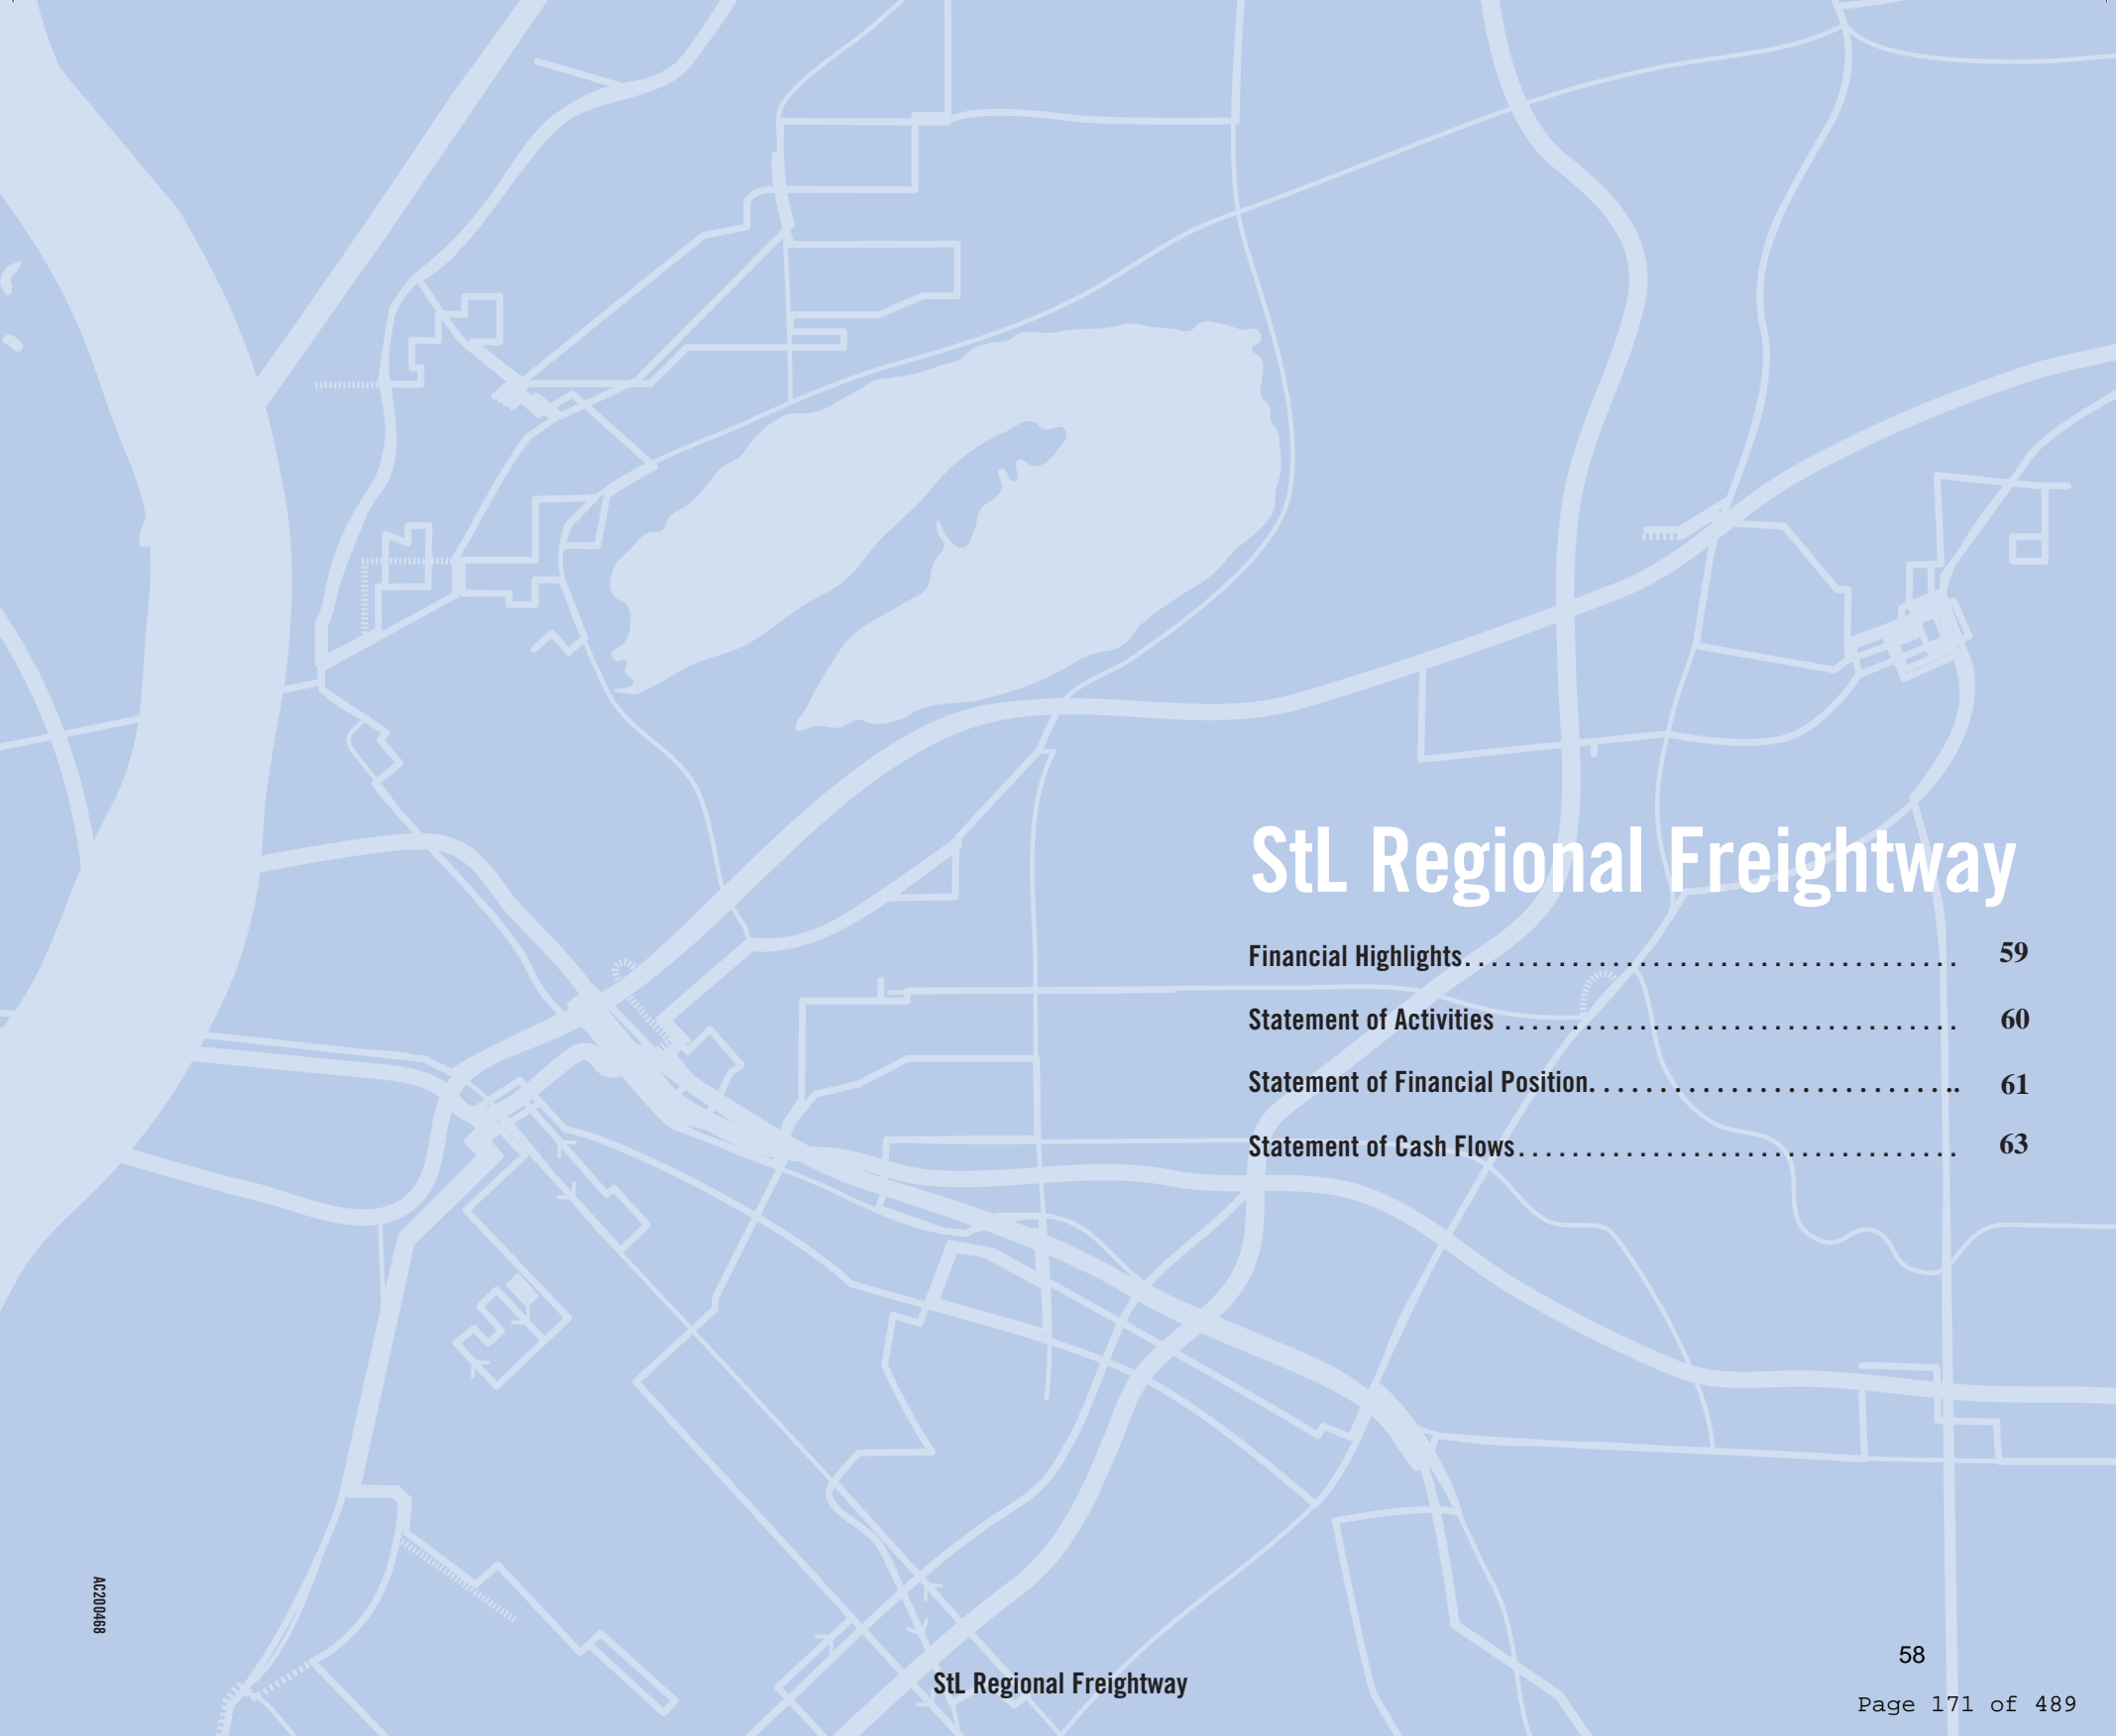 StL Regional Freightway
Financial Highlights..................................... 59
Statement of Activities .................................. 60
Statement of Financial Position........................... 61
Statement of Cash Flows................................. 63
AC200468
58
StL Regional Freightway
Page 171 of 489